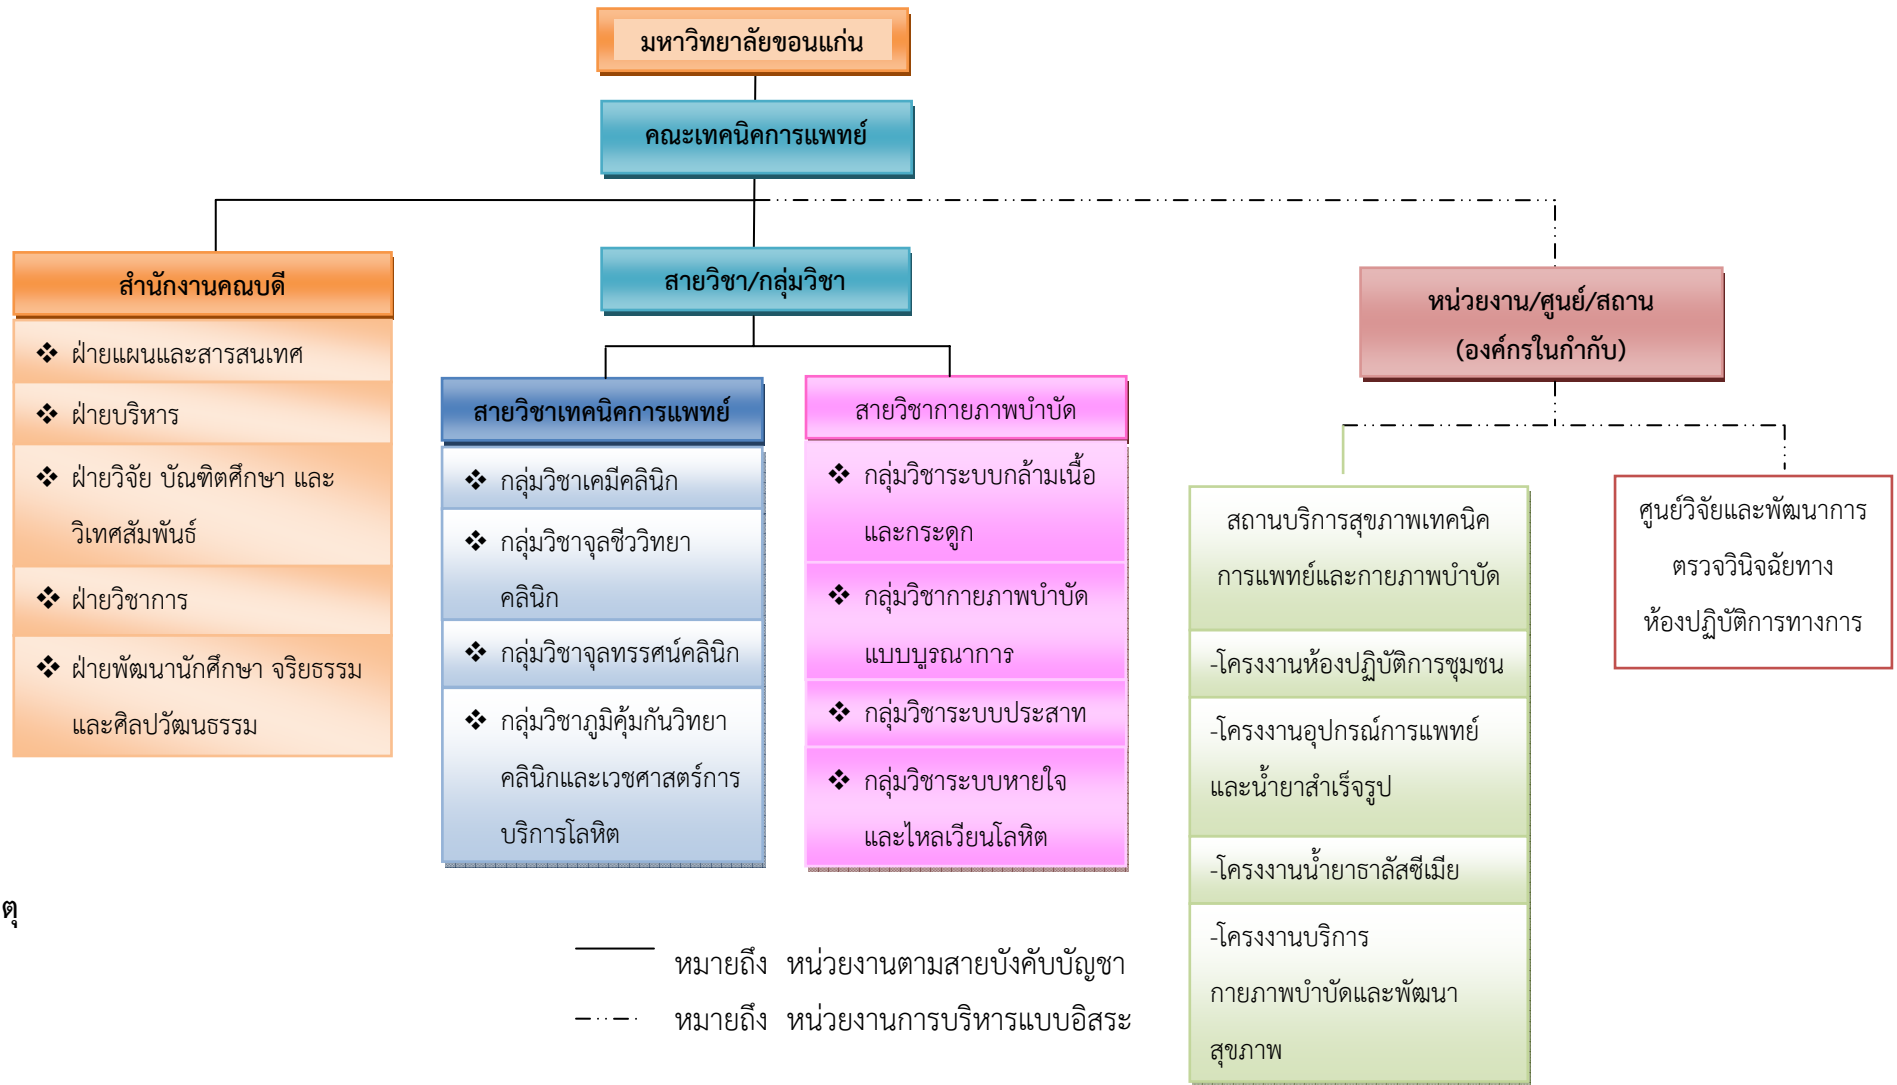 มหาวิทยาลัยขอนแก่น
คณะเทคนิคการแพทย์
สำนักงานคณบดี
❖ ฝ่ายแผนและสารสนเทศ
❖ ฝ่ายบริหาร
❖ ฝ่ายวิจัย บัณฑิตศึกษา และ
วิเทศสัมพันธ์
❖ ฝ่ายวิชาการ
❖ ฝ่ายพัฒนานักศึกษา จริยธรรม
และศิลปวัฒนธรรม
สายวิชา/กลุ่มวิชา
สายวิชาเทคนิคการแพทย์
❖ กลุ่มวิชาเคมีคลินิก
❖ กลุ่มวิชาจุลชีววิทยา
คลินิก
❖ กลุ่มวิชาจุลทรรศน์คลินิก
❖ กลุ่มวิชาภูมิคุ้มกันวิทยา
คลินิกและเวชศาสตร์การ
บริการโลหิต
สายวิชากายภาพบำบัด
❖ กลุ่มวิชาระบบกล้ามเนื้อ
และกระดูก
❖ กลุ่มวิชากายภาพบำบัด
แบบบูรณาการ
❖ กลุ่มวิชาระบบประสาท
❖ กลุ่มวิชาระบบหายใจ
และไหลเวียนโลหิต
หน่วยงาน/ศูนย์/สถาน
(องค์กรในกำกับ)
สถานบริการสุขภาพเทคนิค
การแพทย์และกายภาพบำบัด
-โครงงานห้องปฏิบัติการชุมชน
-โครงงานอุปกรณ์การแพทย์
และน้ำยาสำเร็จรูป
-โครงงานน้ำยาธาลัสซีเมีย
-โครงงานบริการ
กายภาพบำบัดและพัฒนา
สุขภาพ
ศูนย์วิจัยและพัฒนาการ
ตรวจวินิจฉัยทาง
ห้องปฏิบัติการทางการ
ตุ
หมายถึง หน่วยงานตามสายบังคับบัญชา
หมายถึง หน่วยงานการบริหารแบบอิสระ